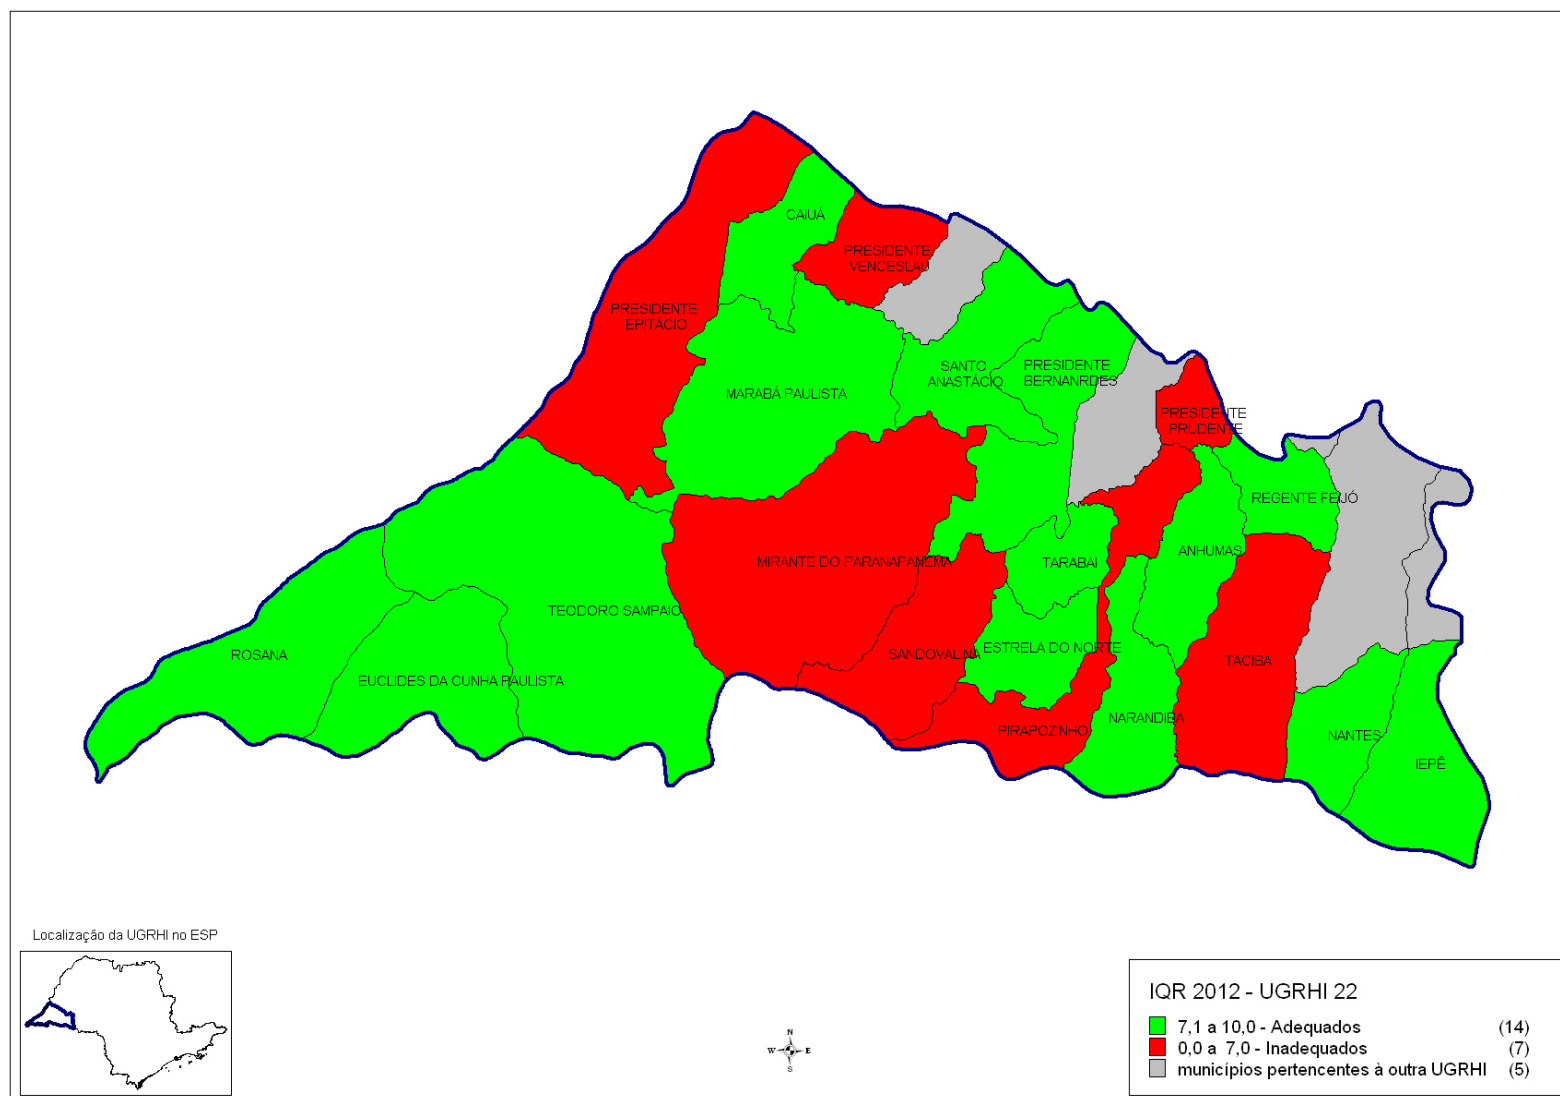 CAIUÁ
PRESIDENTE
VENCESLAU
PRESIDENTE
EPITÁCIO
SANTO
ANASTÁCIO
PRESIDENTE
BERNANRDES
MARABÁ PAULISTA
PRESIDENTE
PRUDENTE
REGENTE FEIJÓ
ANHUMAS
MIRANTE DO PARANAPANEMA
TARABAI
TEODORO SAMPAIO
ROSANA
ESTRELA DO NORTE
SANDOVALINA
TACIBA
EUCLIDES DA CUNHA PAULISTA
NARANDIBA
PIRAPOZINHO
NANTES
IEPÊ
Localização da UGRHI no ESP
N
W E
S
IQR 2012 - UGRHI 22
7,1 a 10,0 - Adequados (14)
0,0 a 7,0 - Inadequados (7)
municípios pertencentes à outra UGRHI (5)